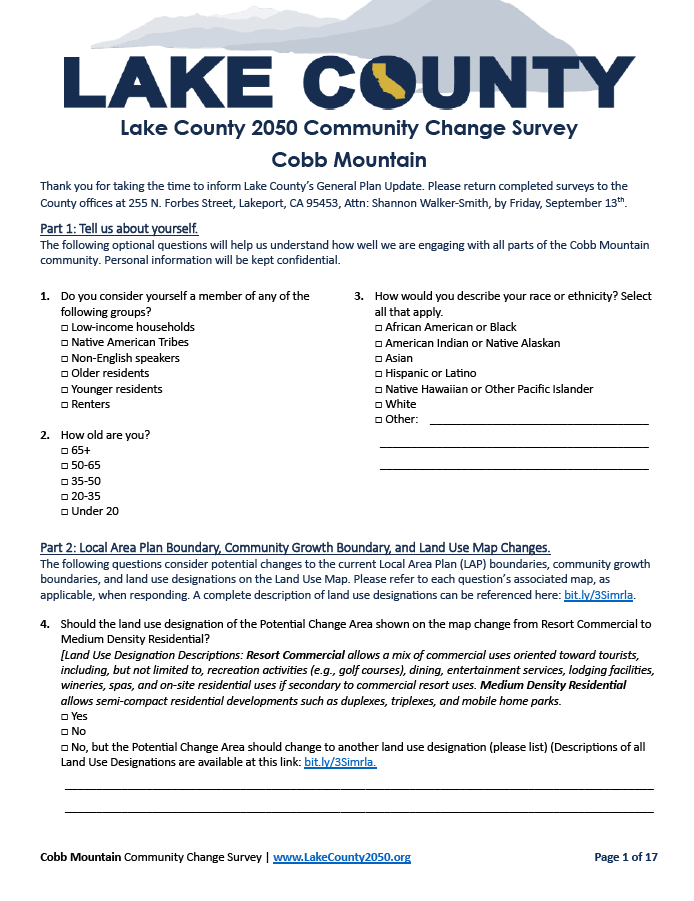 LAKE COUNTY
Lake County 2050 Community Change Survey
Cobb Mountain
Thank you for taking the time to inform Lake County's General Plan Update. Please return completed surveys to the
County offices at 255 N. Forbes Street, Lakeport, CA 95453, Attn: Shannon Walker-Smith, by Friday, September 13th.
Part 1: Tell us about yourself.
The following optional questions will help us understand how well we are engaging with all parts of the Cobb Mountain
community. Personal information will be kept confidential.
1. Do you consider yourself a member of any of the
following groups?
□ Low-income households
□ Native American Tribes
□ Non-English speakers
□ Older residents
□ Younger residents
□ Renters
2. How old are you?
□ 65+
□ 50-65
□ 35-50
□ 20-35
□ Under 20
3. How would you describe your race or ethnicity? Select
all that apply.
□ African American or Black
□ American Indian or Native Alaskan
□ Asian
□ Hispanic or Latino
□ Native Hawaiian or Other Pacific Islander
□ White
□ Other:
Part 2: Local Area Plan Boundary, Community Growth Boundary, and Land Use Map Changes.
The following questions consider potential changes to the current Local Area Plan (LAP) boundaries, community growth
boundaries, and land use designations on the Land Use Map. Please refer to each question's associated map, as
applicable, when responding. A complete description of land use designations can be referenced here: bit.ly/3Simrla.
4. Should the land use designation of the Potential Change Area shown on the map change from Resort Commercial to
Medium Density Residential?
[Land Use Designation Descriptions: Resort Commercial allows a mix of commercial uses oriented toward tourists,
including, but not limited to, recreation activities (e.g., golf courses), dining, entertainment services, lodging facilities,
wineries, spas, and on-site residential uses if secondary to commercial resort uses. Medium Density Residential
allows semi-compact residential developments such as duplexes, triplexes, and mobile home parks.
□ Yes
□ No
□ No, but the Potential Change Area should change to another land use designation (please list) (Descriptions of all
Land Use Designations are available at this link: bit.ly/3Simrla.
Cobb Mountain Community Change Survey | www.LakeCounty2050.org
Page 1 of 17